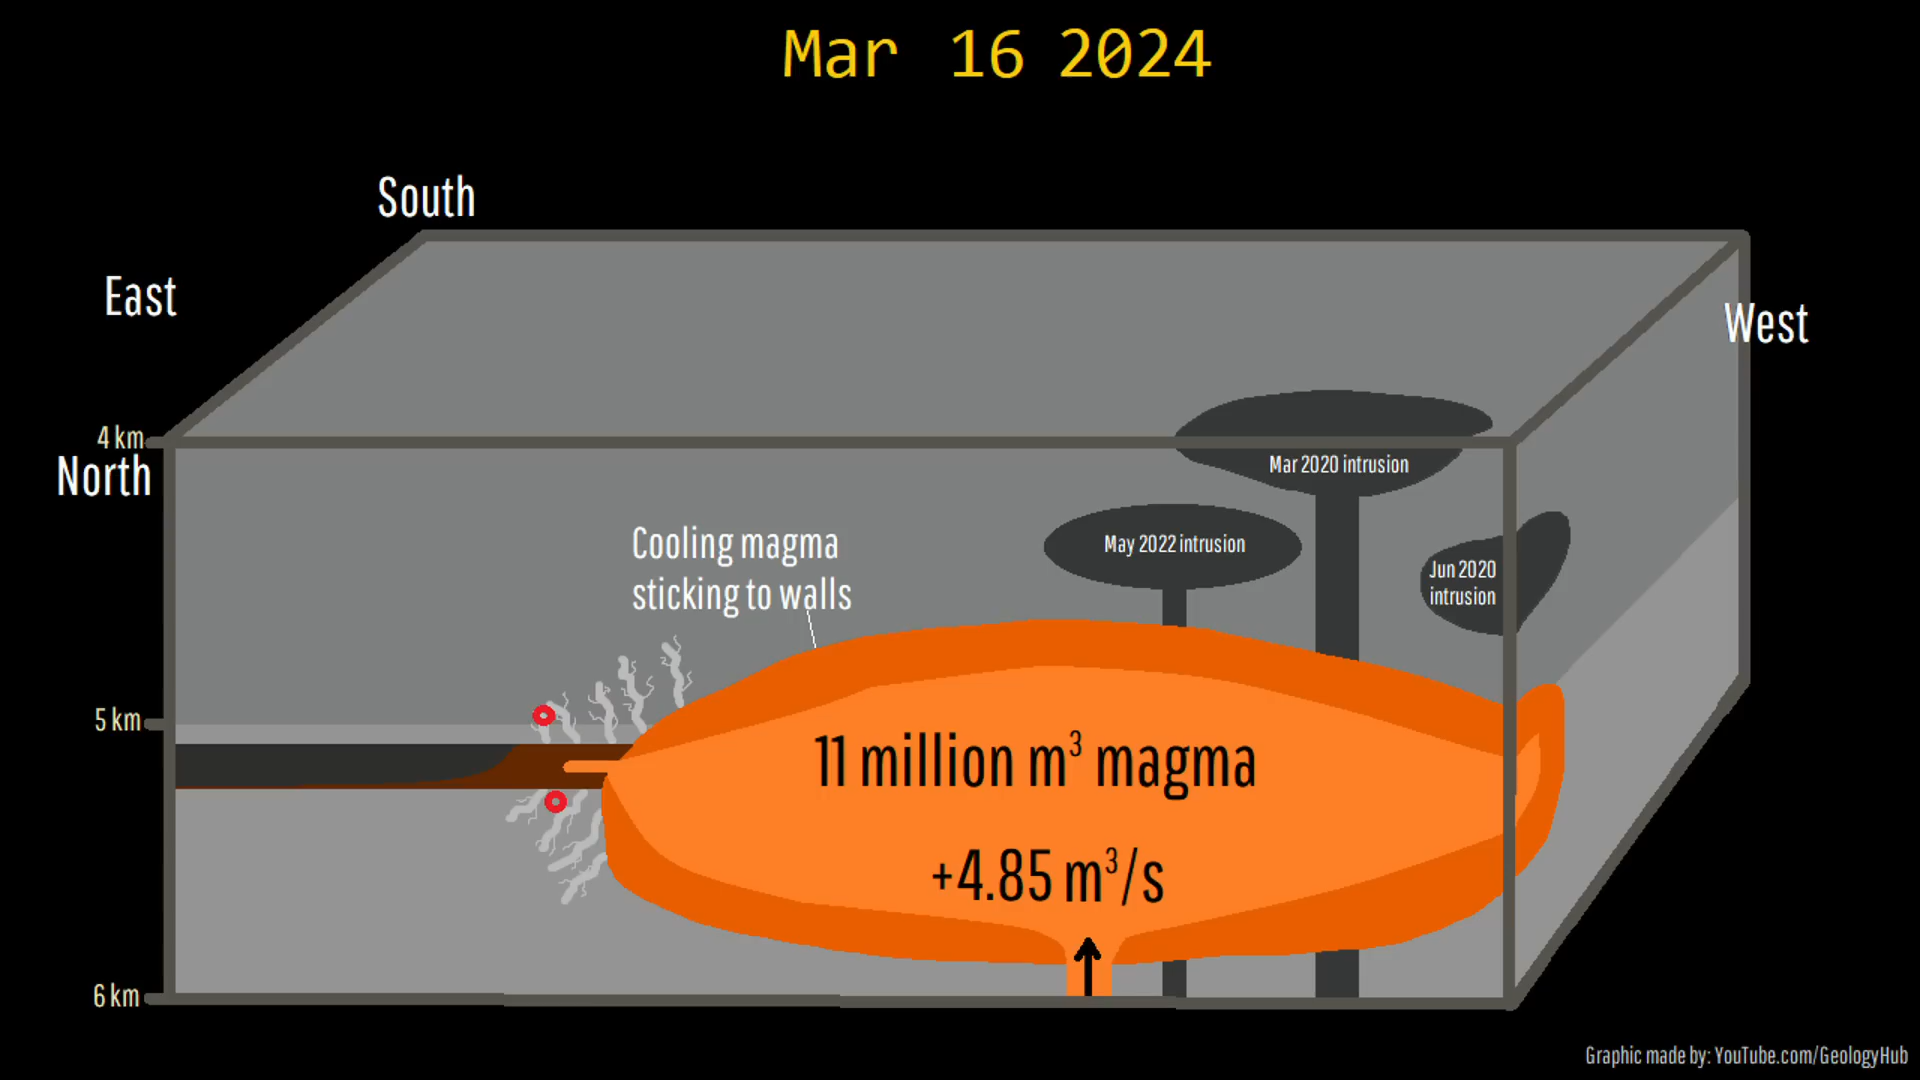 Mar 16 2024
South
East
West
4 km
North
Mar 2020 intrusion
Cooling magma
sticking to walls
May 2022 intrusion
Jun 2020
intrusion
5 km
11 million m³ magma
+4.85 m³/s
6 km
Graphic made by: YouTube.com/GeologyHub